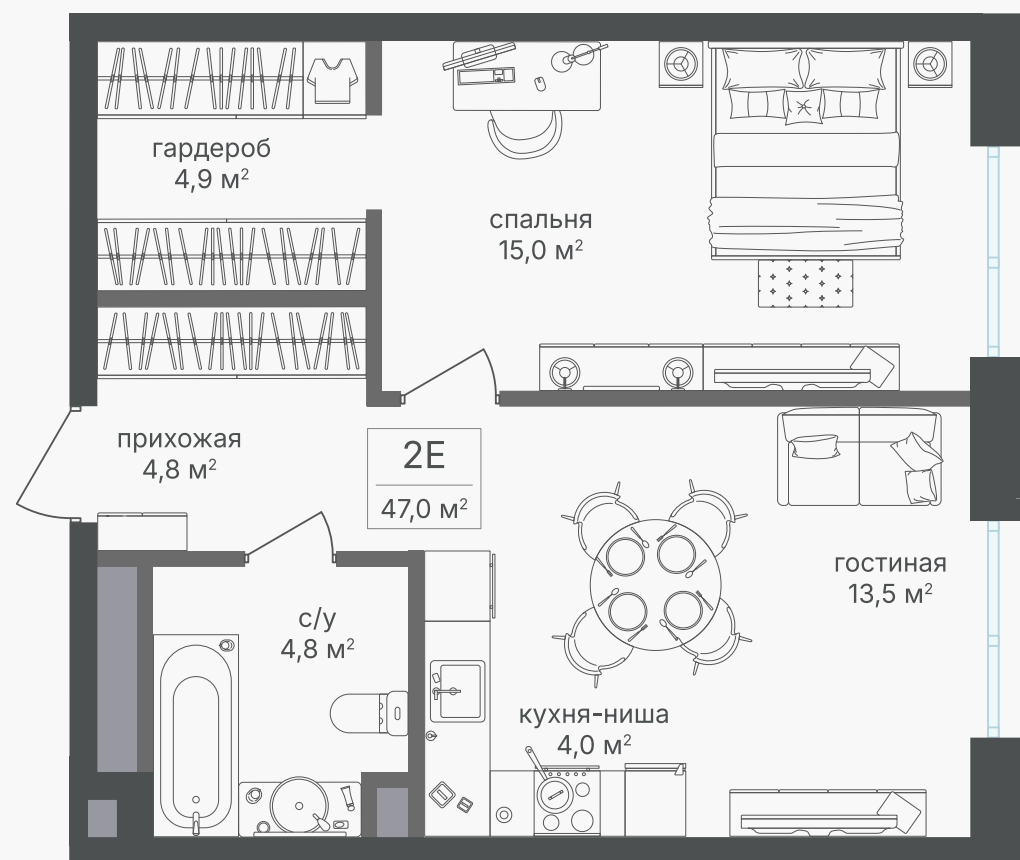 гардероб
4,9 м²
спальня
15,0 м²
прихожая
4,8 м²
2Е
47,0 м²
гостиная
13,5 м²
с/у
4,8 м²
кухня-ниша
4,0 м²